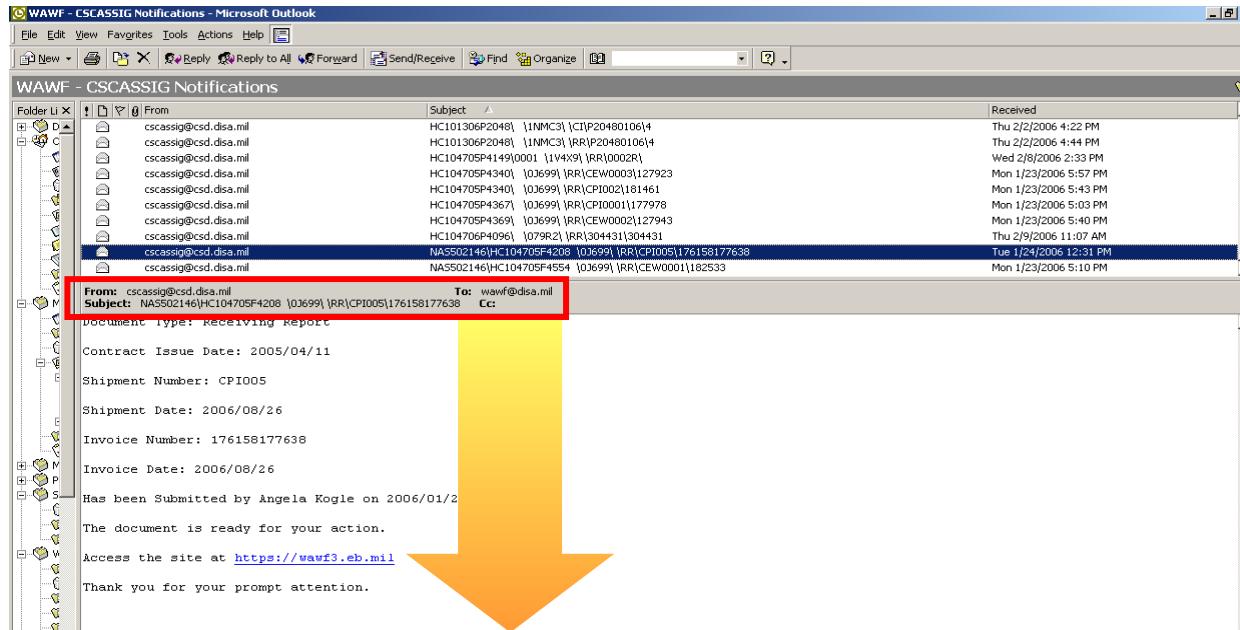 WAWF - CSCASSIG Notifications - Microsoft Outlook
File Edit View Favorites Tools Actions Help
New Reply Reply to All Forward Send/Receive Find Organize
WAWF - CSCASSIG Notifications
Folder Li X ! From Subject Received
cscassig@csd.disa.mil HC101306P2048\ \1NMC3\ \CI\P20480106\4 Thu 2/2/2006 4:22 PM
cscassig@csd.disa.mil HC101306P2048\ \1NMC3\ \RR\P20480106\4 Thu 2/2/2006 4:44 PM
cscassig@csd.disa.mil HC104705P4149\0001 \1V4X9\ \RR\0002R\ Wed 2/8/2006 2:33 PM
cscassig@csd.disa.mil HC104705P4340\ \0J699\ \RR\CEW0003\127923 Mon 1/23/2006 5:57 PM
cscassig@csd.disa.mil HC104705P4340\ \0J699\ \RR\CPI002\181461 Mon 1/23/2006 5:43 PM
cscassig@csd.disa.mil HC104705P4367\ \0J699\ \RR\CPI0001\177978 Mon 1/23/2006 5:03 PM
cscassig@csd.disa.mil HC104705P4369\ \0J699\ \RR\CEW0002\127943 Mon 1/23/2006 5:40 PM
cscassig@csd.disa.mil HC104706P4096\ \079R2\ \RR\304431\304431 Thu 2/9/2006 11:07 AM
cscassig@csd.disa.mil NAS502146\HC104705F4208 \0J699\ \RR\CPI005\176158177638 Tue 1/24/2006 12:31 PM
cscassig@csd.disa.mil NAS502146\HC104705F4554 \0J699\ \RR\CEW0001\182533 Mon 1/23/2006 5:10 PM
From: cscassig@csd.disa.mil To: wawf@disa.mil
Subject: NAS502146\HC104705F4208 \0J699\ \RR\CPI005\176158177638 Cc:
Document Type: Receiving Report
Contract Issue Date: 2005/04/11
Shipment Number: CPI005
Shipment Date: 2006/08/26
Invoice Number: 176158177638
Invoice Date: 2006/08/26
Has been Submitted by Angela Kogle on 2006/01/2
The document is ready for your action.
Access the site at https://wawf3.eb.mil
Thank you for your prompt attention.